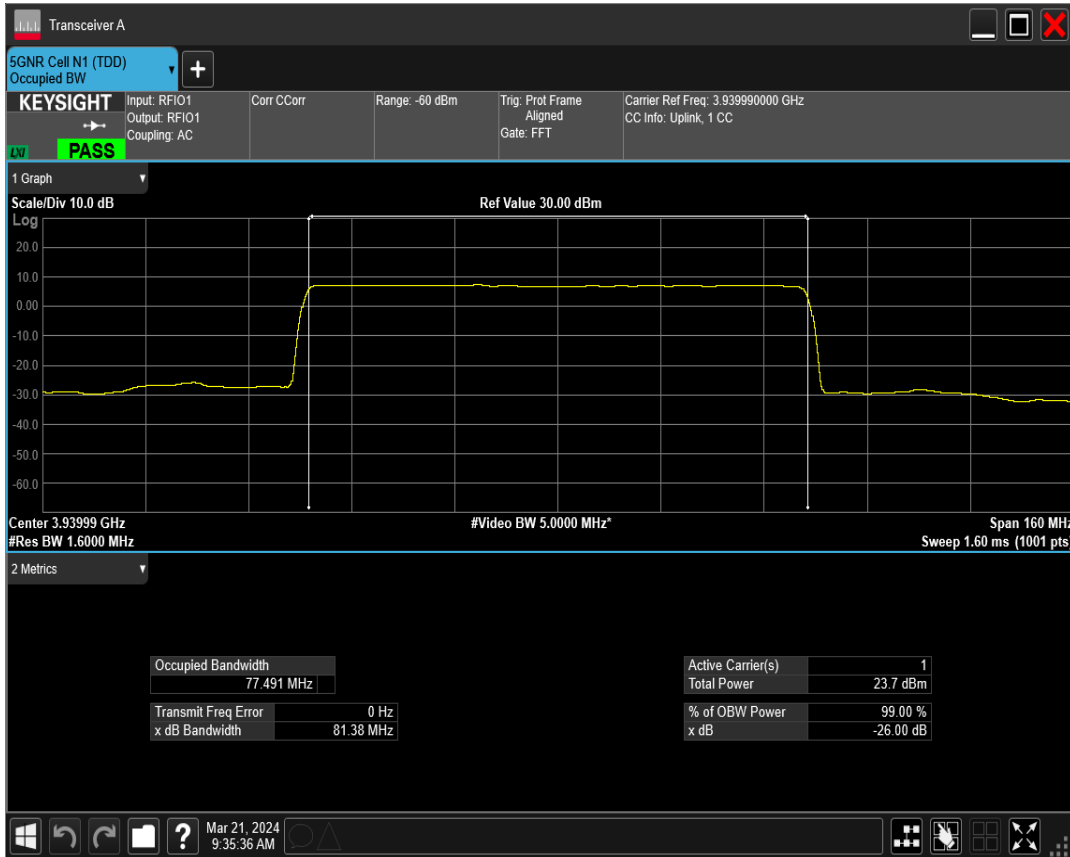 Transceiver A
5GNR Cell N1 (TDD)
Occupied BW
+
KEYSIGHT
LXI
PASS
Input: RFIO1
Output: RFIO1
Coupling: AC
Corr CCorr
Range: -60 dBm
Trig: Prot Frame
Aligned
Gate: FFT
Carrier Ref Freq: 3.939990000 GHz
CC Info: Uplink, 1 CC
1 Graph
Scale/Div 10.0 dB
Ref Value 30.00 dBm
Log
20.0
10.0
0.00
-10.0
-20.0
-30.0
-40.0
-50.0
-60.0
Center 3.93999 GHz
#Video BW 5.0000 MHz*
Span 160 MHz
#Res BW 1.6000 MHz
Sweep 1.60 ms (1001 pts)
2 Metrics
Occupied Bandwidth
77.491 MHz
Transmit Freq Error 0 Hz
x dB Bandwidth 81.38 MHz
Active Carrier(s) 1
Total Power 23.7 dBm
% of OBW Power 99.00 %
x dB -26.00 dB
?
Mar 21, 2024
9:35:36 AM